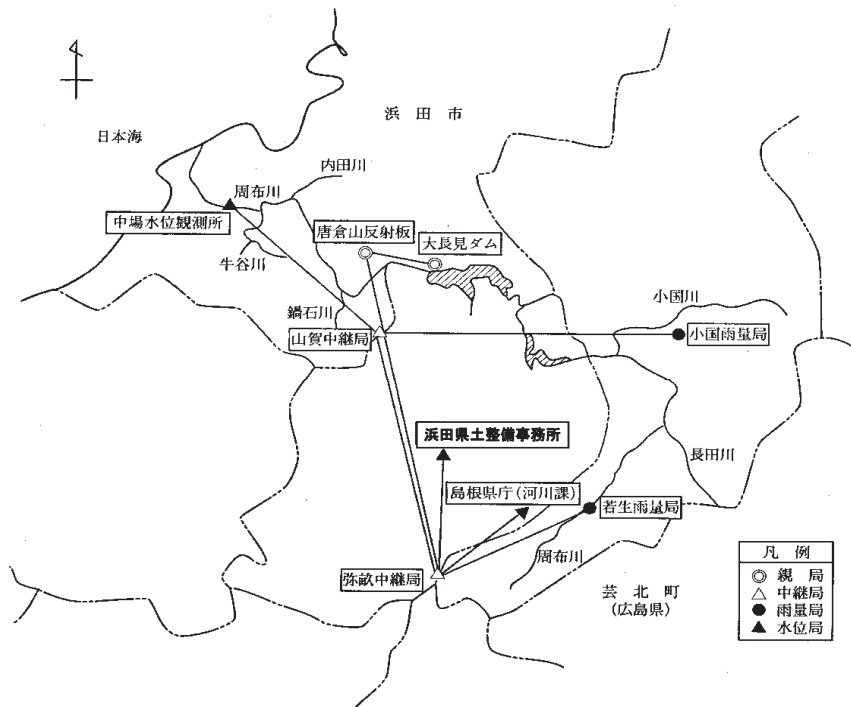 浜田市
日本海
内田川
周布川
中場水位観測所
唐倉山反射板
大長見ダム
牛谷川
小国川
鍋石川
山賀中継局
小国雨量局
浜田県土整備事務所
長田川
島根県庁(河川課)
若生雨量局
周布川
弥畝中継局
芸北町
(広島県)
凡例
◎ 親局
△ 中継局
● 雨量局
▲ 水位局